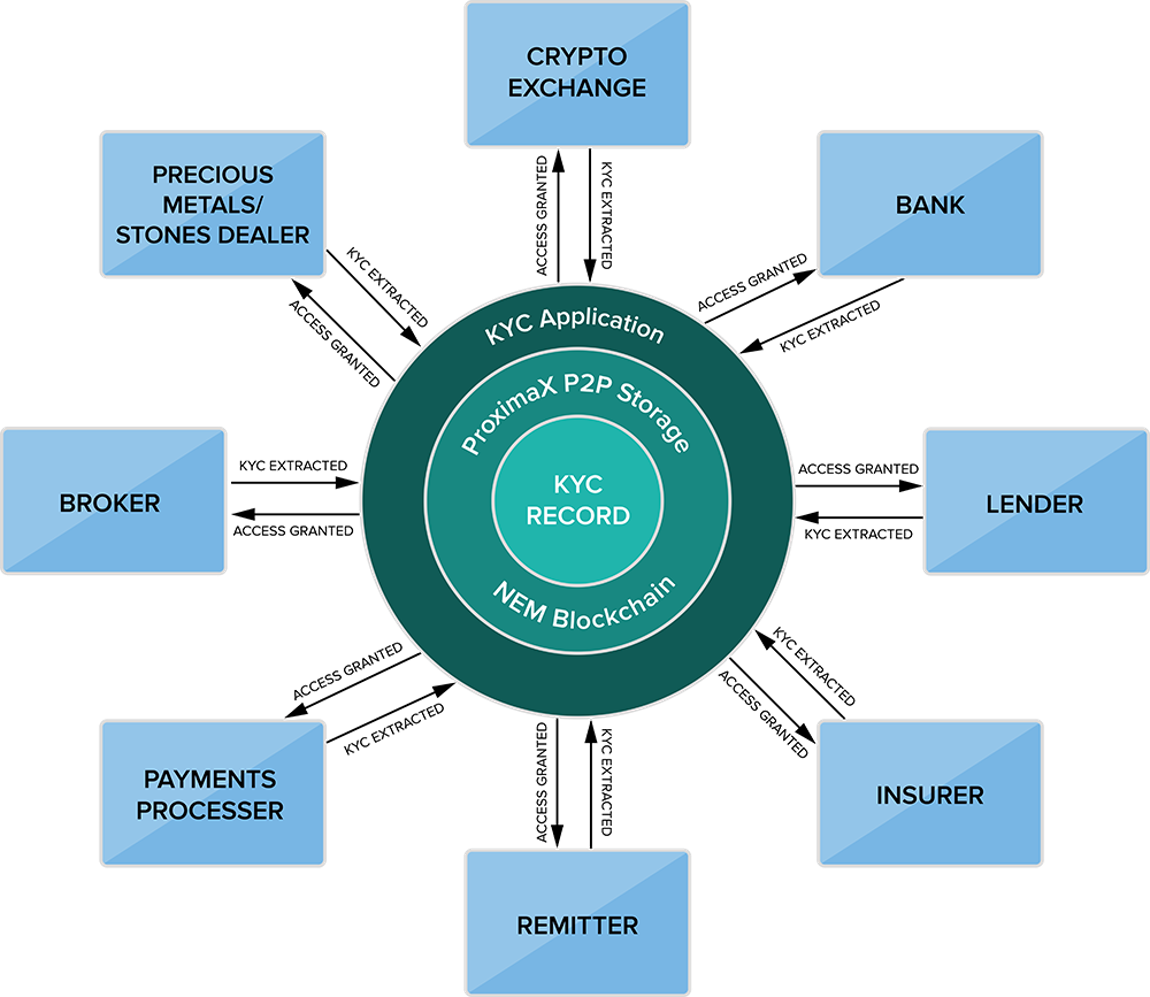 CRYPTO
EXCHANGE
PRECIOUS
METALS/
STONES DEALER
BANK
ACCESS GRANTED
KYC EXTRACTED
KYC EXTRACTED
ACCESS GRANTED
ACCESS GRANTED
KYC EXTRACTED
KYC Application
ProximaX P2P Storage
KYC
RECORD
NEM Blockchain
BROKER
KYC EXTRACTED
ACCESS GRANTED
ACCESS GRANTED
KYC EXTRACTED
LENDER
ACCESS GRANTED
KYC EXTRACTED
KYC EXTRACTED
ACCESS GRANTED
ACCESS GRANTED
KYC EXTRACTED
PAYMENTS
PROCESSER
INSURER
REMITTER